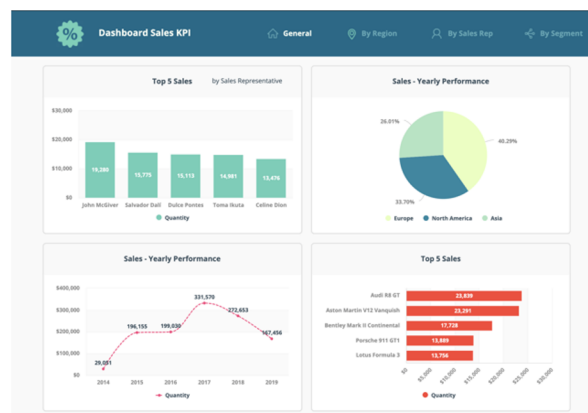 %
Dashboard Sales KPI
General
By Region
By Sales Rep
By Segment
Top 5 Sales by Sales Representative
$30,000
$20,000
$10,000
$0
19,280
15,775
15,113
14,981
13,476
John McGiver
Salvador Dali
Dulce Pontes
Toma Ikuta
Celine Dion
Quantity
Sales - Yearly Performance
26.01%
40.29%
33.70%
Europe
North America
Asia
Sales - Yearly Performance
$400,000
$300,000
$200,000
$100,000
$0
29,051
196,155
199,030
331,570
272,653
167,456
2014
2015
2016
2017
2018
2019
Quantity
Top 5 Sales
Audi R8 GT
23,839
Aston Martin V12 Vanquish
23,291
Bentley Mark II Continental
17,728
Porsche 911 GT1
13,889
Lotus Formula 3
13,756
$0
$5,000
$10,000
$15,000
$20,000
$25,000
$30,000
Quantity